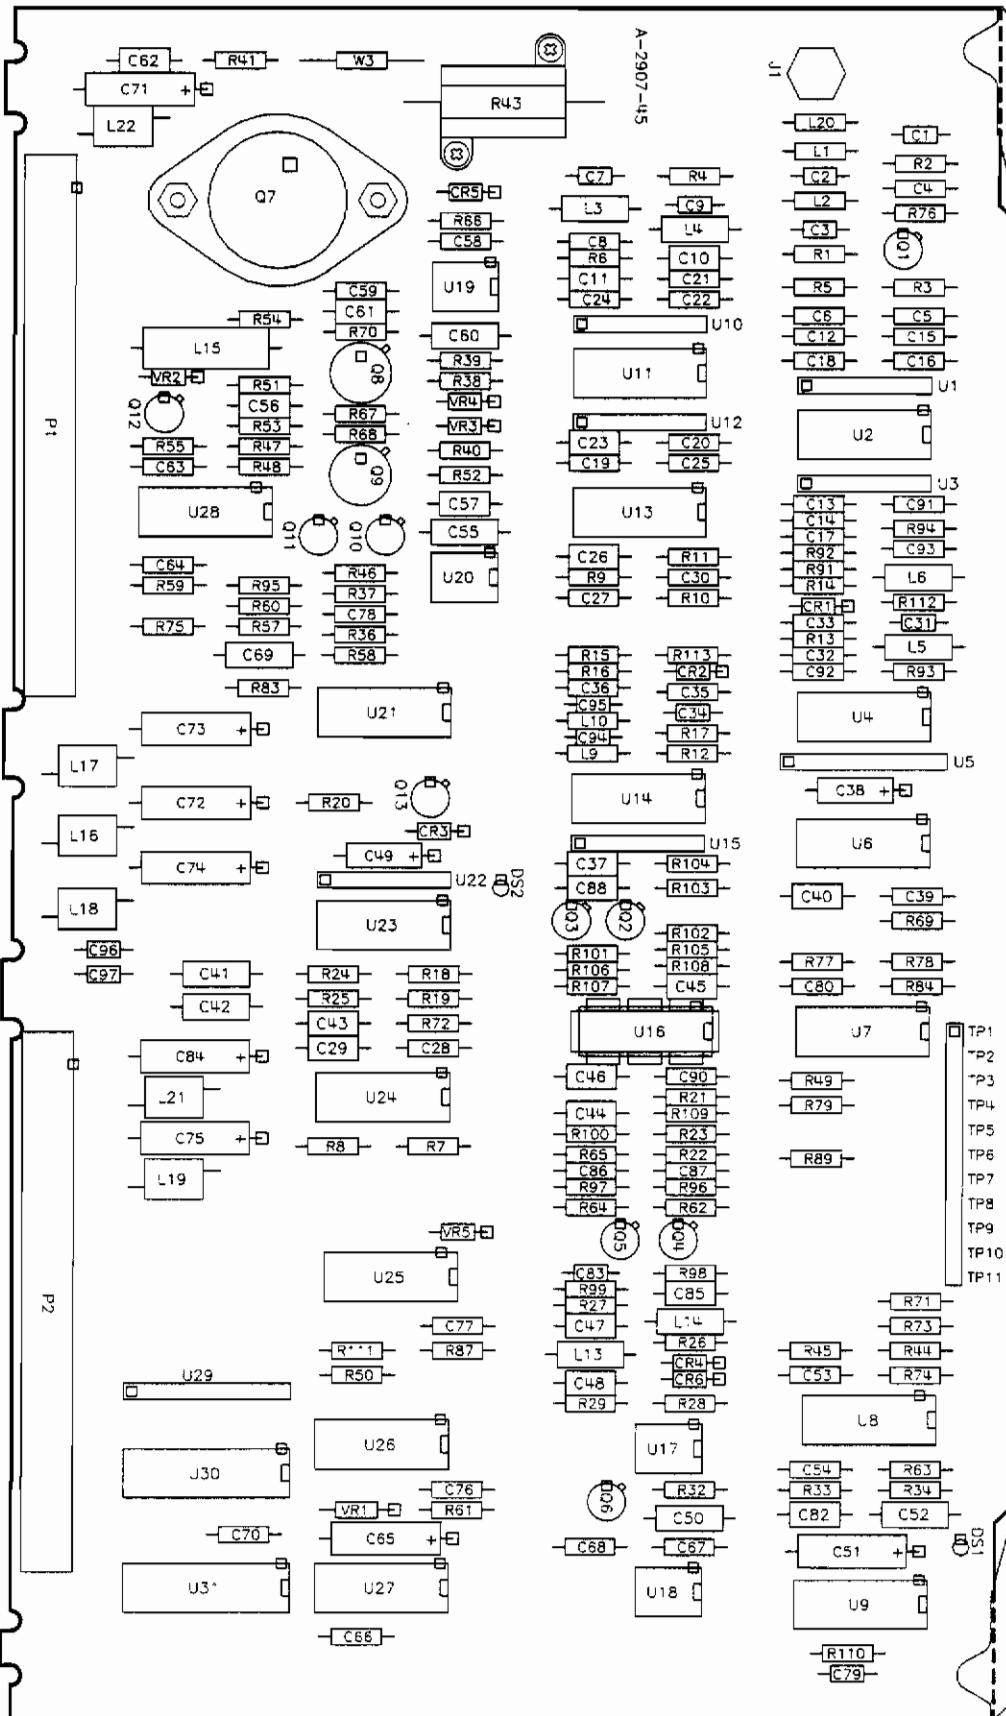 C62 R41 W3 A-2907-45 J1
C71 + R43
L22 L20 C1
L1 R2
Q7 CR5 C7 R4 C2 C4
L3 C9 L2 R76
R66 L4 C3 Q1
C58 C8 R1
R6 C10
U19 C11 C21 R5 R3
C59 C24 C22
C61 C6 C5
R54 R70 C60 U10 C12 C15
L15 R39 C18 C16
VR2 Q8 R38 U11 U1
R51 VR4
Q12 C56 R67 U12 U2
R53 R68 VR3
P1 R55 R47 R40 C23 C20
C63 R48 Q9 R52 C19 C25 U3
U28 C57 U13 C13 C91
Q11 Q10 C55 C14 R94
C17 C93
C64 U20 C26 R11 R92
R59 R95 R46 R9 C30 R91 L6
R60 R37 C27 R10 R14
C78 CR1 R112
R75 R57 R36 C33 C31
C69 R58 R15 R113 R13 L5
R16 CR2 C32
R83 C36 C35 C92 R93
C73 + U21 C95 C34 U4
L10
C94 R17
L17 L9 R12 U5
C38 +
C72 + R20 Q13 U14
L16 CR3 U15 U6
C49 +
C74 + U22 DS2 C37 R104
C88 R103 C40 C39
L18 U23 Q3 Q2 R69
C96 R101 R102
R106 R105 R77 R78
C97 C41 R24 R18 R107 R108 C80 R84
C42 R25 R19 C45
C43 R72 U16 U7 TP1
C84 + C29 C28 TP2
C46 C90 R49 TP3
L21 U24 R21 R79 TP4
C44 R109 TP5
C75 + R8 R7 R100 R23
R65 R22 R89 TP6
L19 C86 C87 TP7
R97 R96 TP8
R64 R62
VR5 Q5 Q4 TP9
TP10
U25 C83 R98 TP11
R99 C85 R71
P2 R27
C77 C47 L14 R73
R111 R87 L13 R26 R45 R44
U29 R50 CR4 C53 R74
C48 CR6
R29 R28 U8
U26 U17
U30 C76 C54 R63
VR1 R61 Q6 R32 R33 R34
C70 C65 + C50 C82 C52
C68 C67 C51 + DS1
U31 U27 U18 U9
C66
R110
C79